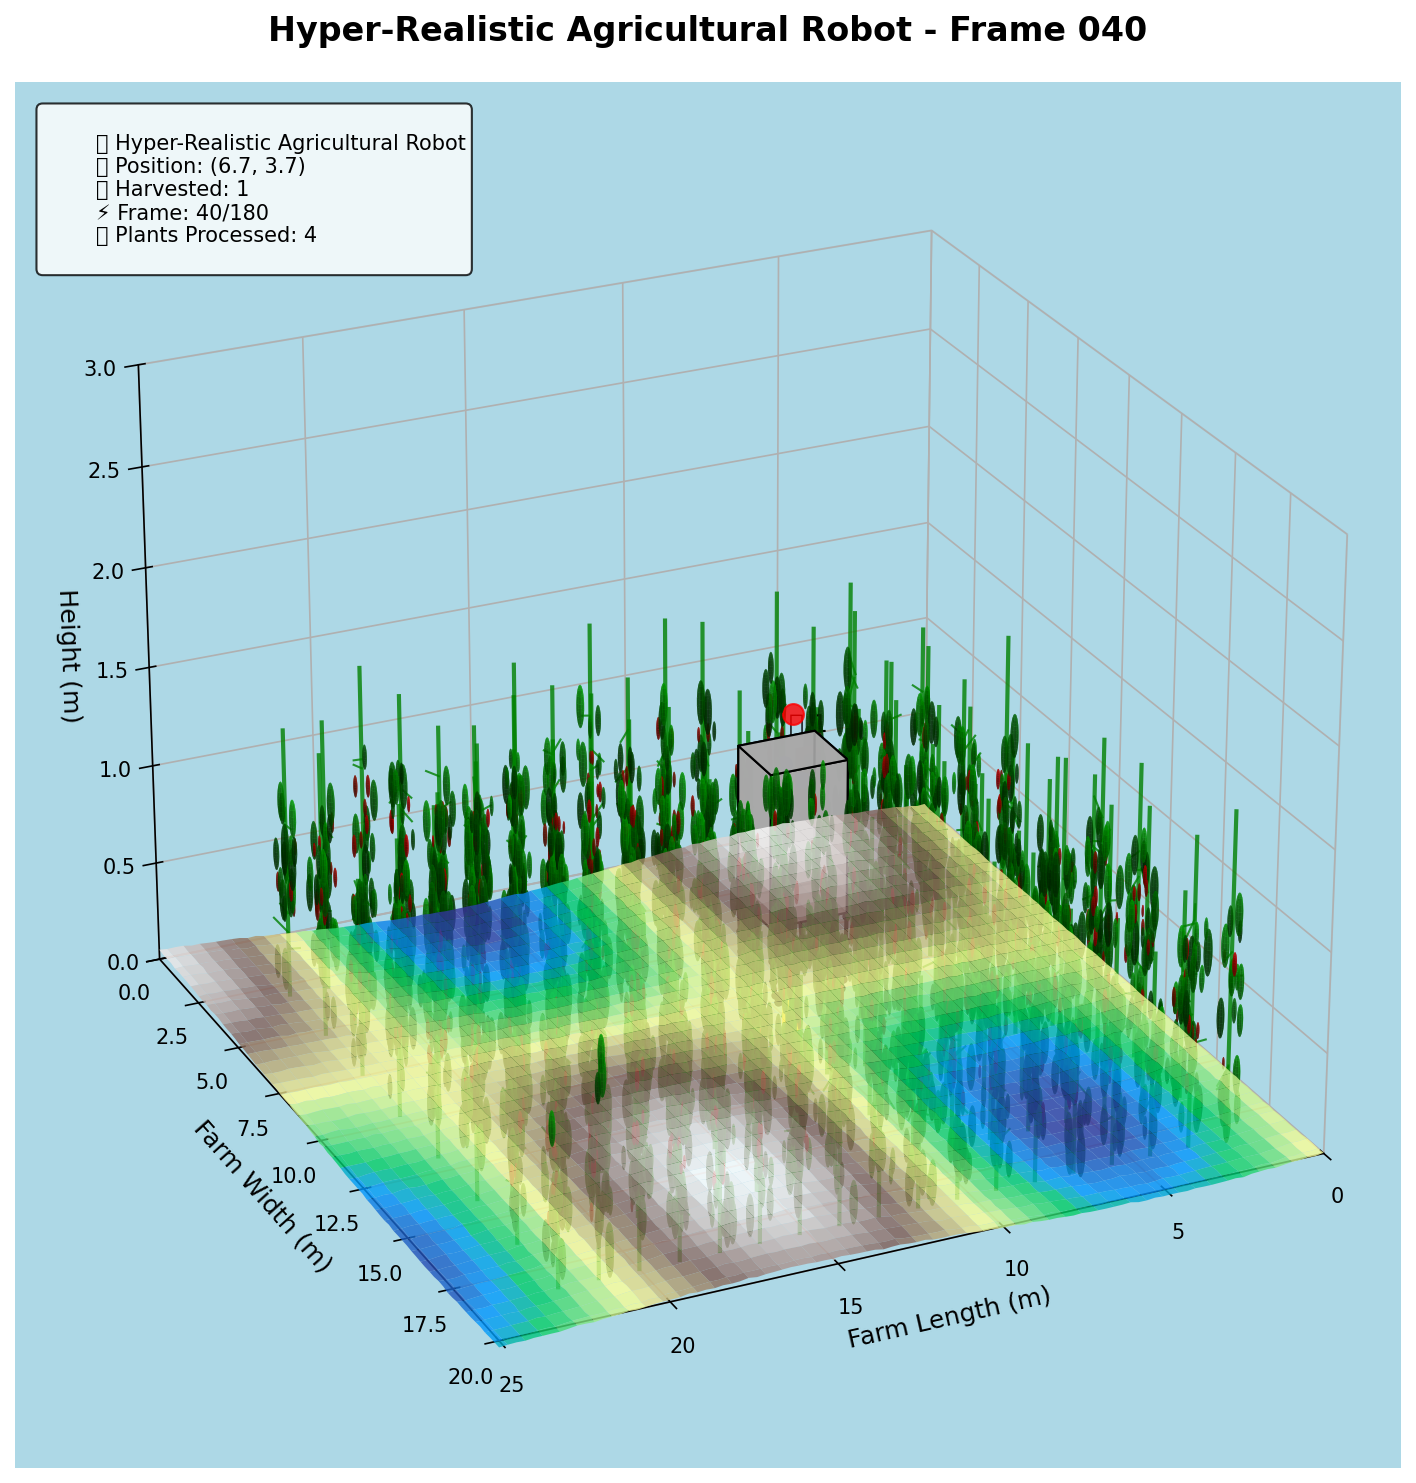 Hyper-Realistic Agricultural Robot - Frame 040
Hyper-Realistic Agricultural Robot
Position: (6.7, 3.7)
Harvested: 1
⚡ Frame: 40/180
Plants Processed: 4
3.0
2.5
2.0
1.5
1.0
0.5
0.0
Height (m)
0.0
2.5
5.0
7.5
10.0
12.5
15.0
17.5
20.0
Farm Width (m)
25
20
15
10
5
0
Farm Length (m)